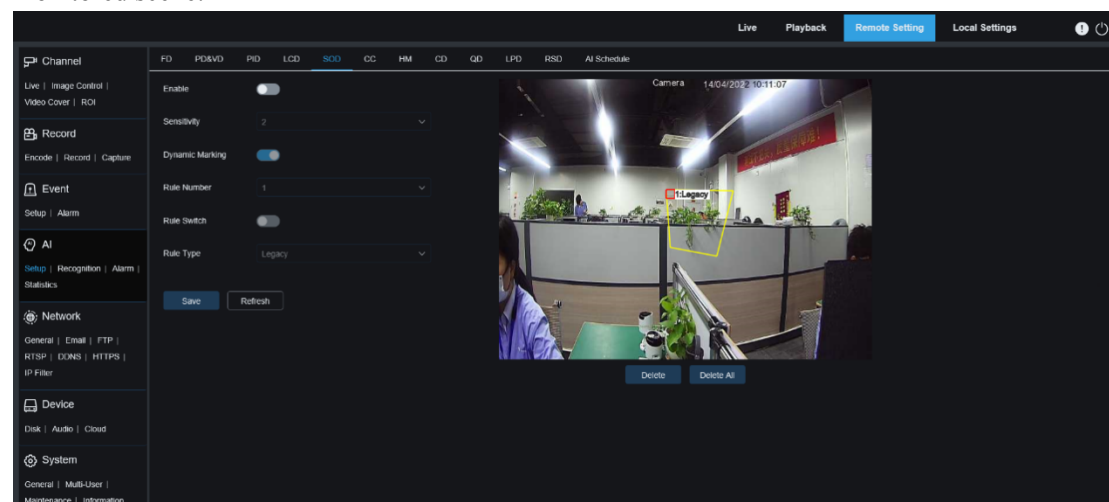 Live Playback Remote Setting Local Settings
Channel
Live | Image Control |
Video Cover | ROI
Record
Encode | Record | Capture
Event
Setup | Alarm
AI
Setup | Recognition | Alarm |
Statistics
Network
General | Email | FTP |
RTSP | DDNS | HTTPS |
IP Filter
Device
Disk | Audio | Cloud
System
General | Multi-User |
Maintenance | Information
FD PD&VD PID LCD SOD CC HM CD QD LPD RSD AI Schedule
Enable
Sensitivity 2
Dynamic Marking
Rule Number 1
Rule Switch
Rule Type Legacy
Save Refresh
Camera 14/04/2022 10:11:07
1:Legacy
Delete Delete All